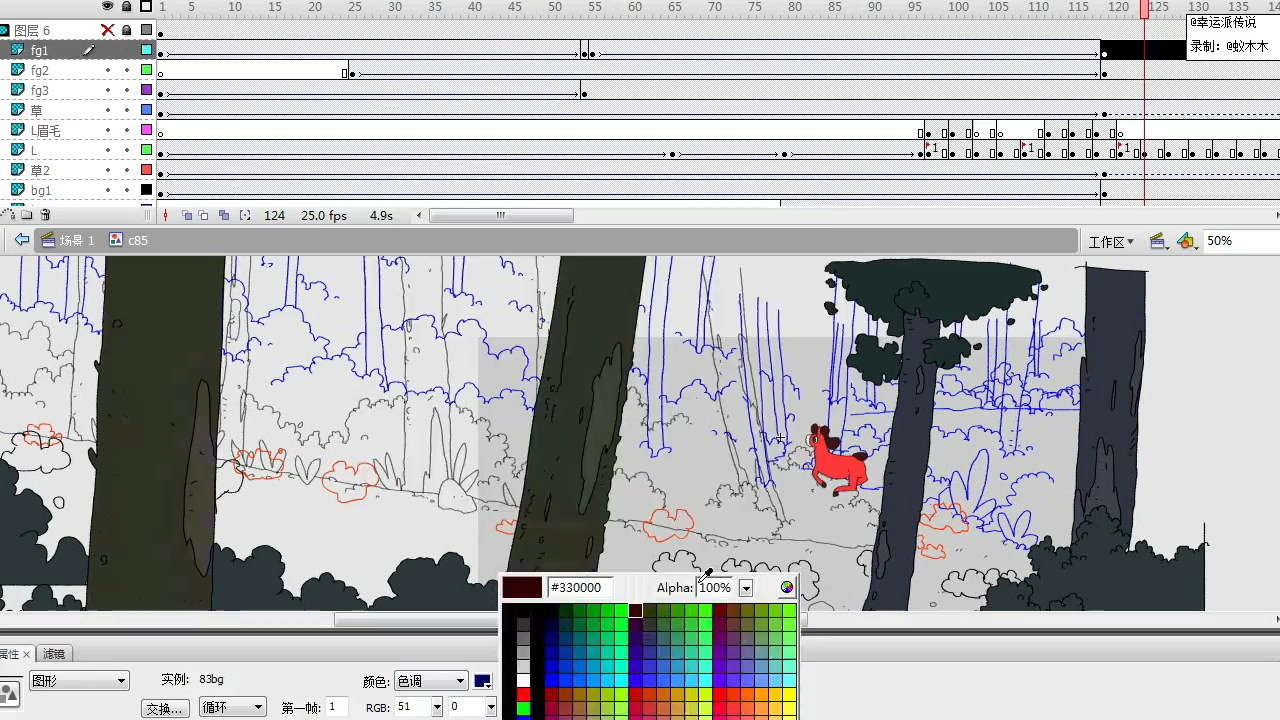 1 5 10 15 20 25 30 35 40 45 50 55 60 65 70 75 80 85 90 95 100 105 110 115 120 125
@幸运派传说
图层 6
录制：@蚁木木
fg1
fg2
fg3
草
L眉毛
L 1 1 1
草2
bg1
124 25.0 fps 4.9s
场景 1 c85 工作区 50%
#330000 Alpha: 100%
属性 × 滤镜
图形 实例: 83bg 颜色: 色调
交换... 循环 第一帧: 1 RGB: 51 0